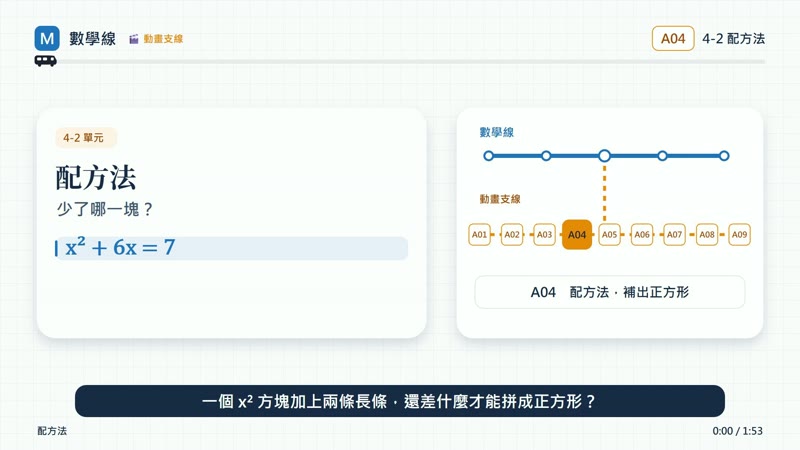 M 數學線 動畫支線
A04 4-2 配方法
4-2 單元
配方法
少了哪一塊？
x² + 6x = 7
數學線
動畫支線
A01 A02 A03 A04 A05 A06 A07 A08 A09
A04 配方法．補出正方形
一個 x² 方塊加上兩條長條，還差什麼才能拼成正方形？
配方法
0:00 / 1:53